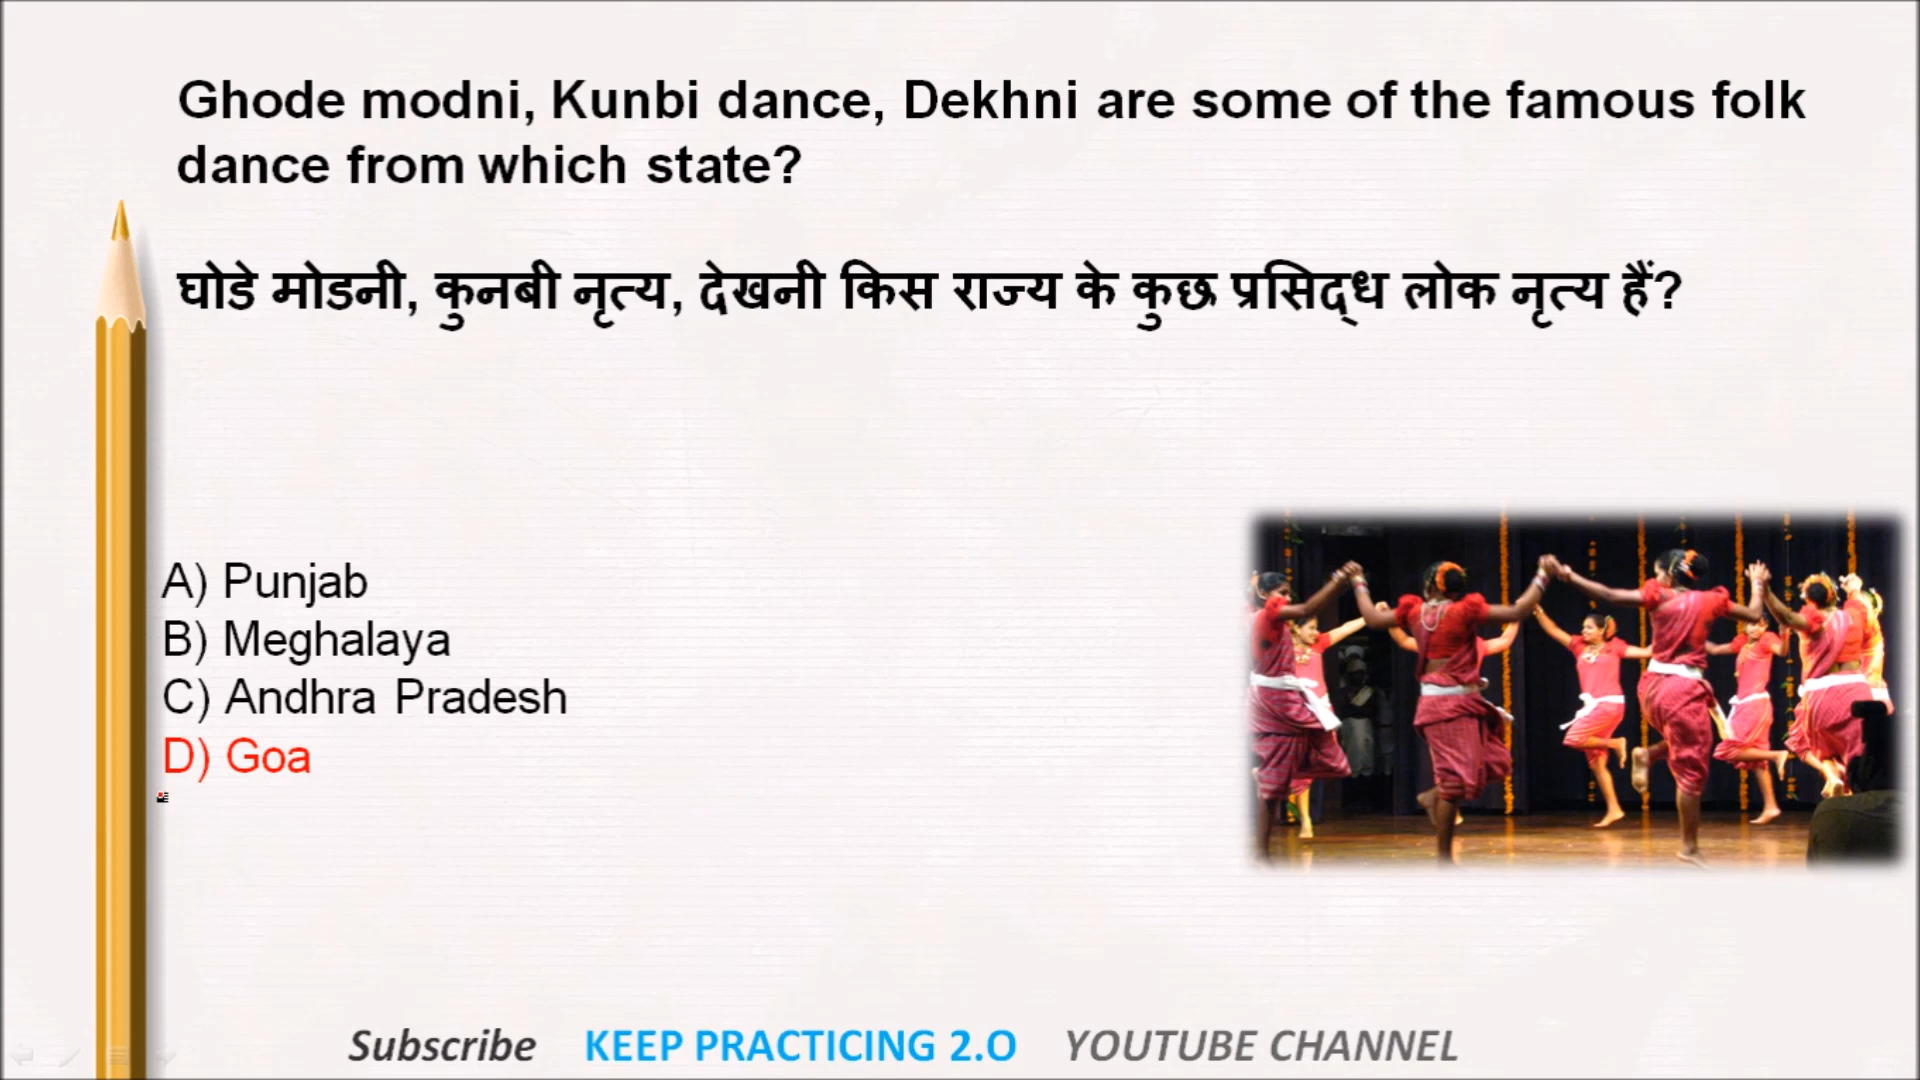 Ghode modni, Kunbi dance, Dekhni are some of the famous folk
dance from which state?
घोडे मोडनी, कुनबी नृत्य, देखनी किस राज्य के कुछ प्रसिद्ध लोक नृत्य हैं?
A) Punjab
B) Meghalaya
C) Andhra Pradesh
D) Goa
Subscribe KEEP PRACTICING 2.O YOUTUBE CHANNEL